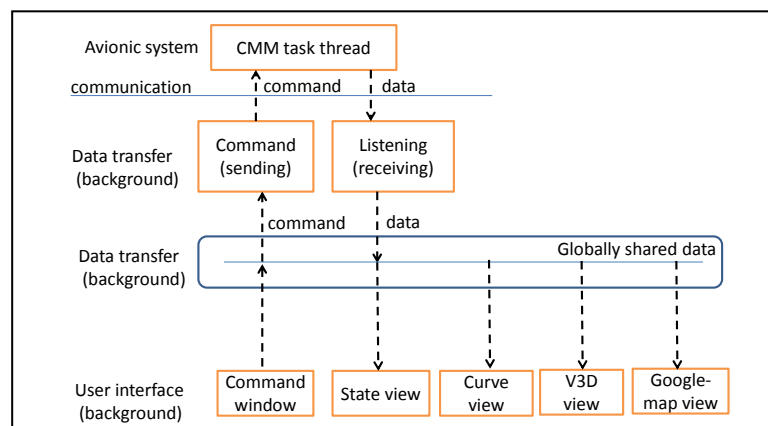 Avionic system
CMM task thread
communication
command
data
Data transfer
(background)
Command
(sending)
Listening
(receiving)
command
data
Data transfer
(background)
Globally shared data
User interface
(background)
Command
window
State view
Curve
view
V3D
view
Google-
map view